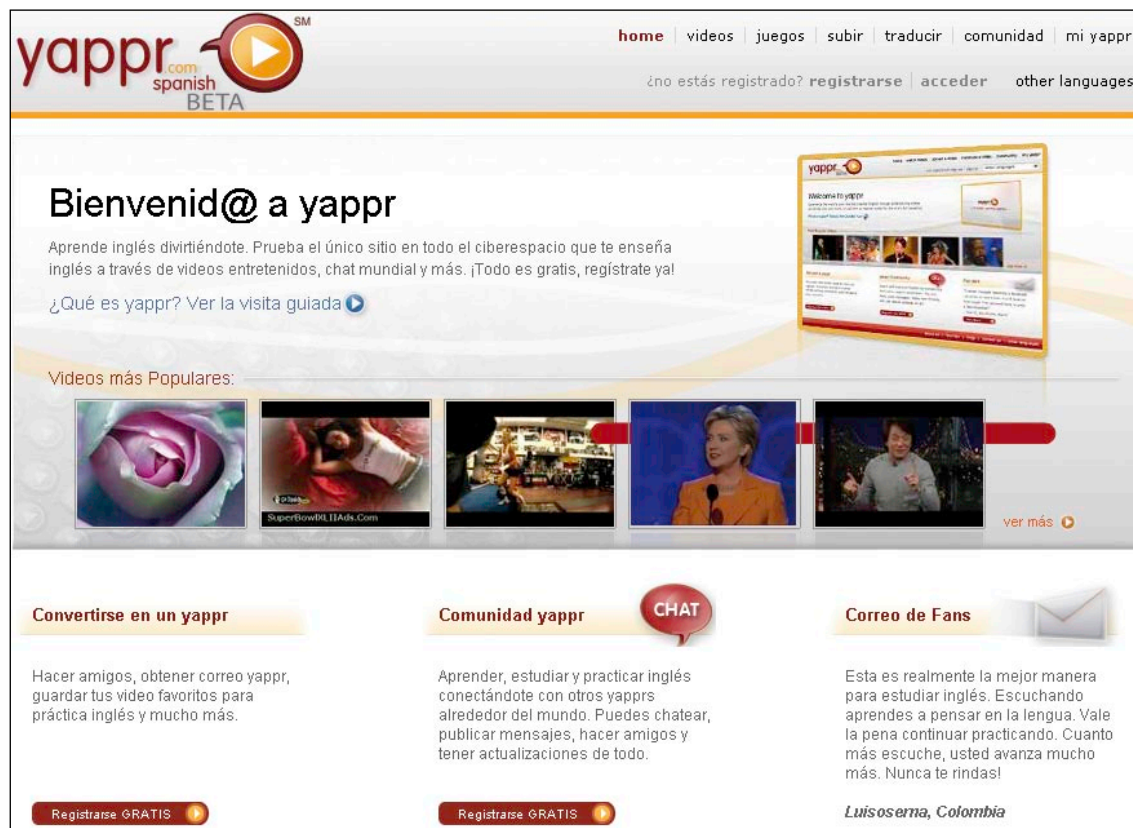 yappr.com
SM
spanish
BETA
home videos juegos subir traducir comunidad mi yappr
¿no estás registrado? registrarse acceder other languages
Bienvenid@ a yappr
Aprende inglés divirtiéndote. Prueba el único sitio en todo el ciberespacio que te enseña
inglés a través de videos entretenidos, chat mundial y más. ¡Todo es gratis, regístrate ya!
¿Qué es yappr? Ver la visita guiada
yappr
Welcome to yappr
Videos más Populares:
SuperBowlXLIIAds.Com
ver más
Convertirse en un yappr
Hacer amigos, obtener correo yappr,
guardar tus video favoritos para
práctica inglés y mucho más.
Registrarse GRATIS
Comunidad yappr
CHAT
Aprender, estudiar y practicar inglés
conectándote con otros yapprs
alrededor del mundo. Puedes chatear,
publicar mensajes, hacer amigos y
tener actualizaciones de todo.
Registrarse GRATIS
Correo de Fans
Esta es realmente la mejor manera
para estudiar inglés. Escuchando
aprendes a pensar en la lengua. Vale
la pena continuar practicando. Cuanto
más escuche, usted avanza mucho
más. Nunca te rindas!
Luisoserna, Colombia